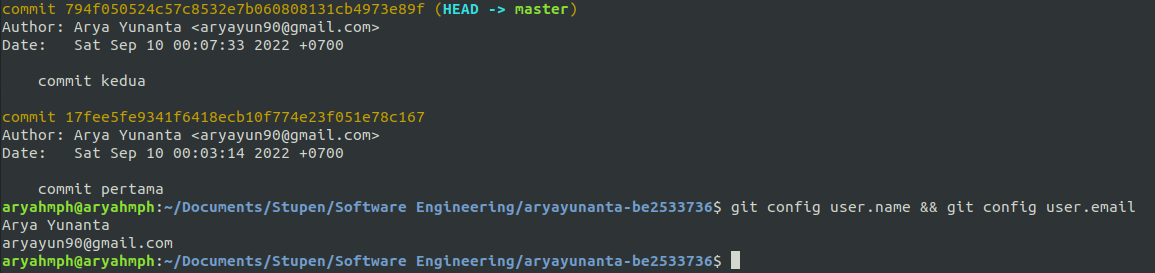 commit 794f050524c57c8532e7b060808131cb4973e89f (HEAD -> master)
Author: Arya Yunanta <aryayun90@gmail.com>
Date:   Sat Sep 10 00:07:33 2022 +0700
    commit kedua
commit 17fee5fe9341f6418ecb10f774e23f051e78c167
Author: Arya Yunanta <aryayun90@gmail.com>
Date:   Sat Sep 10 00:03:14 2022 +0700
    commit pertama
aryahmph@aryahmph:~/Documents/Stupen/Software Engineering/aryayunanta-be2533736$ git config user.name && git config user.email
Arya Yunanta
aryayun90@gmail.com
aryahmph@aryahmph:~/Documents/Stupen/Software Engineering/aryayunanta-be2533736$